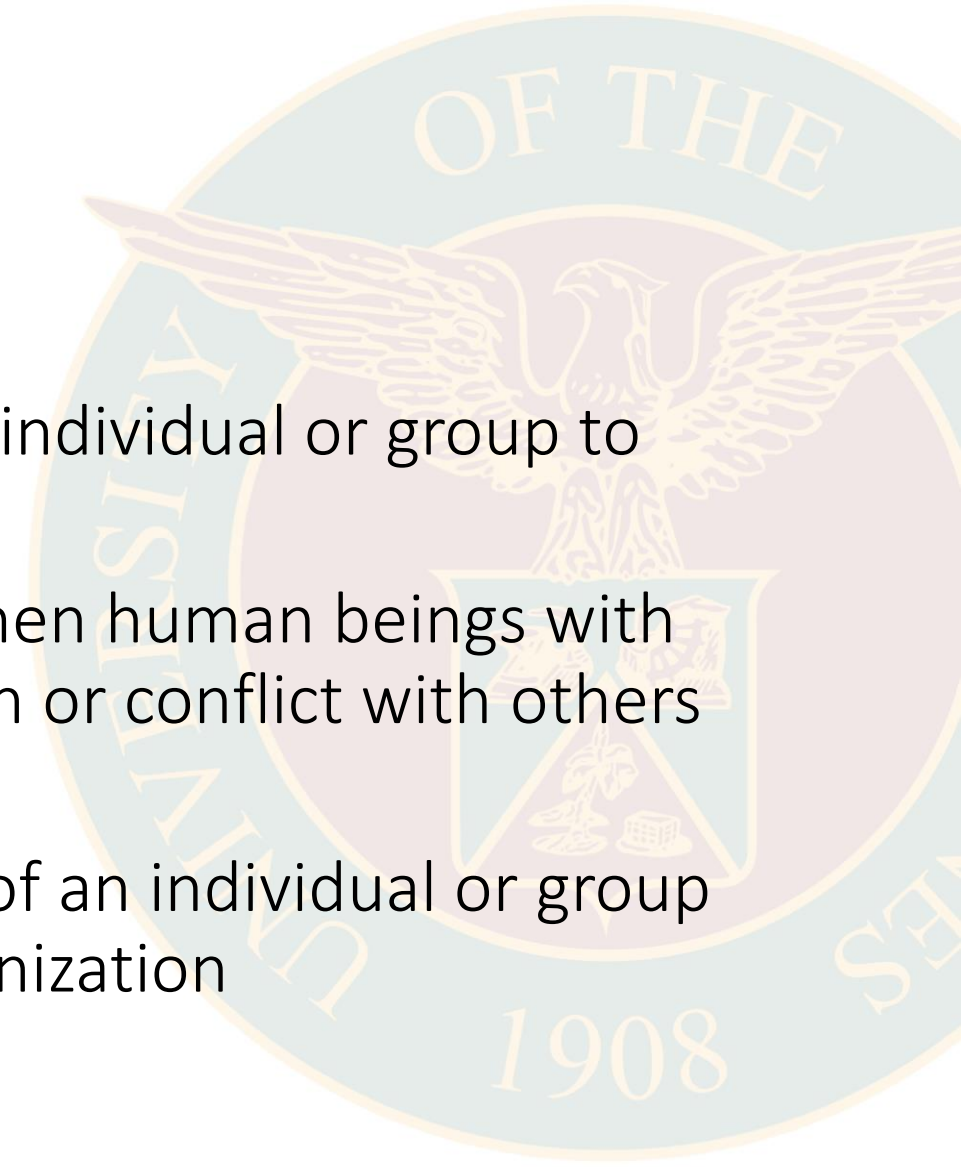 OF THE
individual or group to
hen human beings with
n or conflict with others
of an individual or group
nization
UNIVERSITY
1908